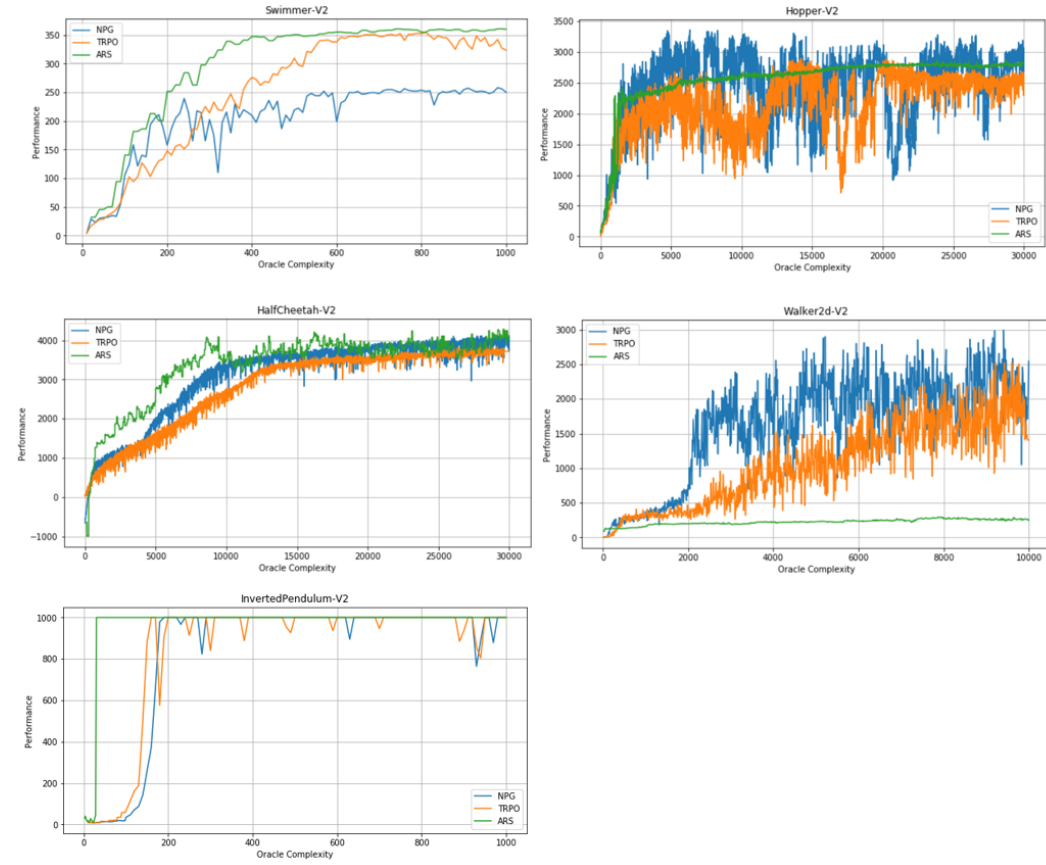 Swimmer-V2
NPG
TRPO
ARS
350
300
250
200
150
100
50
0
Performance
0 200 400 600 800 1000
Oracle Complexity
Hopper-V2
3500
3000
2500
2000
1500
1000
500
0
Performance
NPG
TRPO
ARS
0 5000 10000 15000 20000 25000 30000
Oracle Complexity
HalfCheetah-V2
NPG
TRPO
ARS
4000
3000
2000
1000
0
−1000
Performance
0 5000 10000 15000 20000 25000 30000
Oracle Complexity
Walker2d-V2
NPG
TRPO
ARS
3000
2500
2000
1500
1000
500
0
Performance
0 2000 4000 6000 8000 10000
Oracle Complexity
InvertedPendulum-V2
1000
800
600
400
200
0
Performance
NPG
TRPO
ARS
0 200 400 600 800 1000
Oracle Complexity